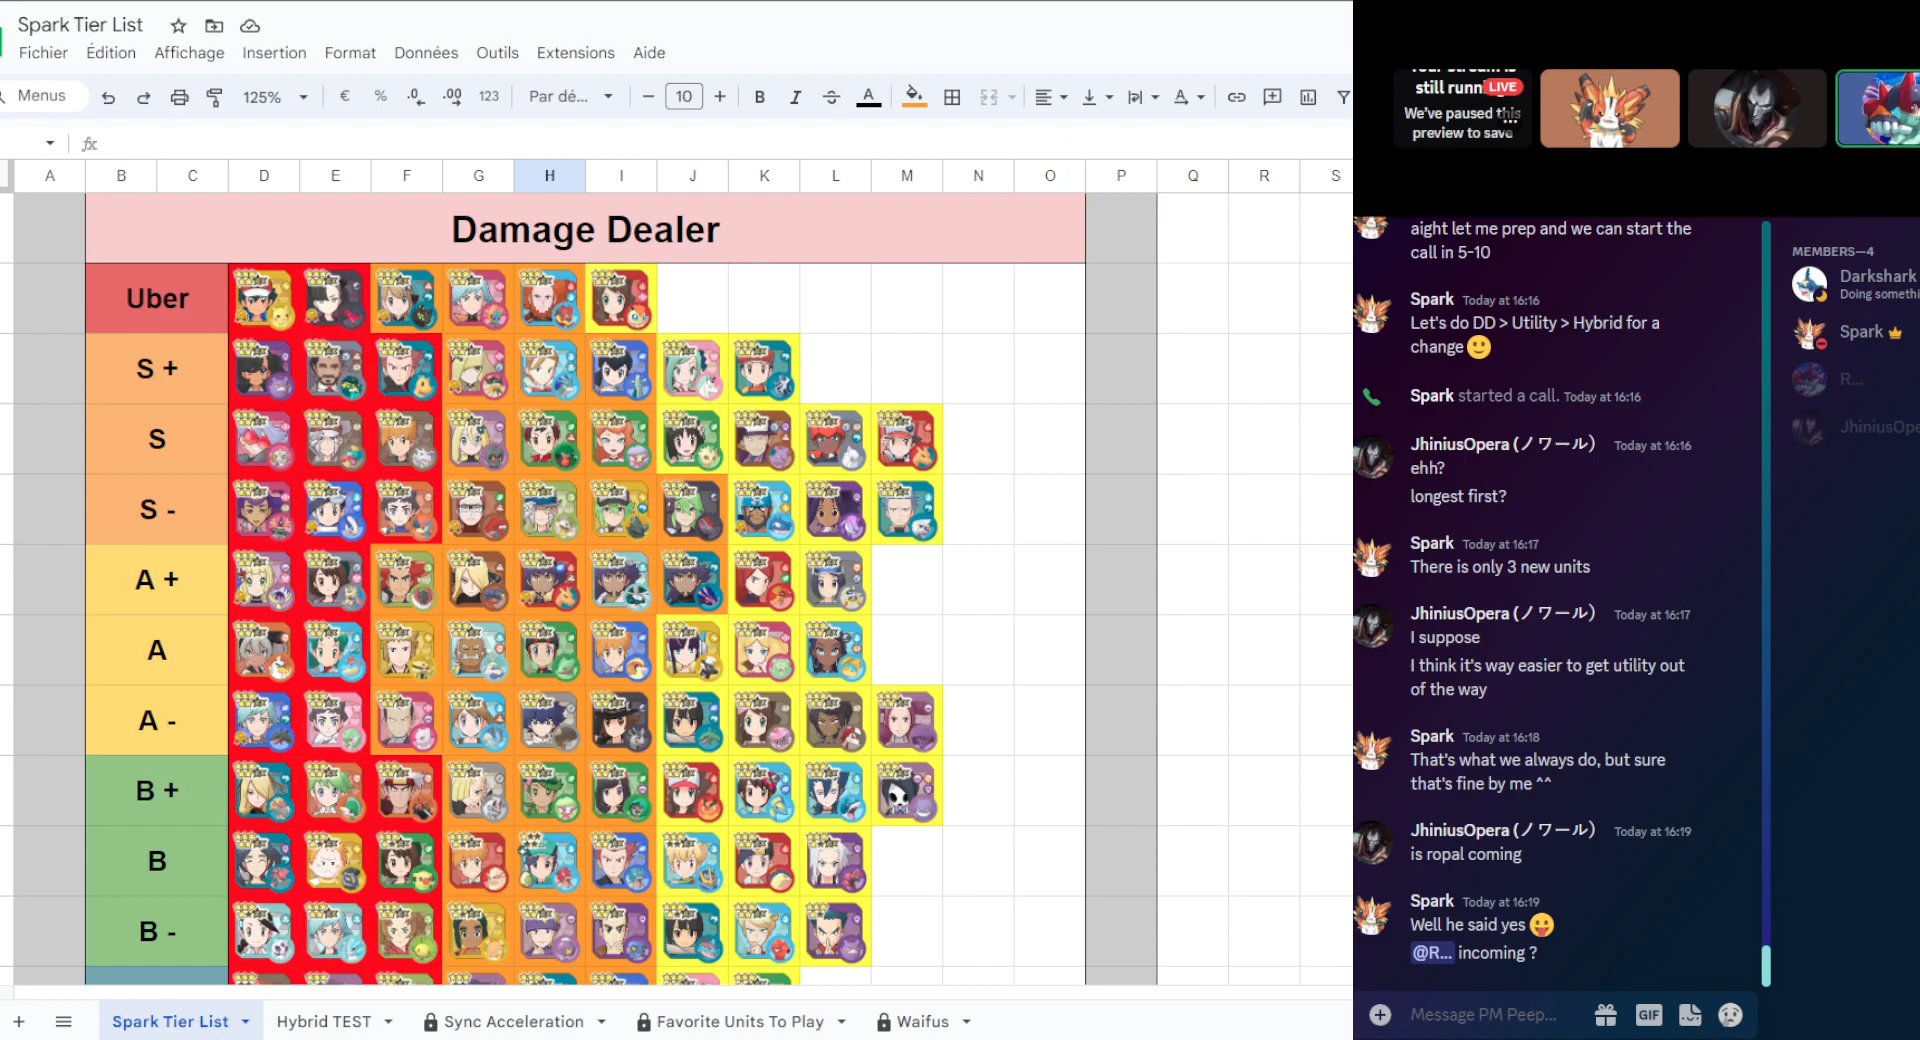 Spark Tier List
Fichier Édition Affichage Insertion Format Données Outils Extensions Aide
Menus 125% € % .0 .00 123 Par dé... 10 B I A
fx
A B C D E F G H I J K L M N O P Q R S
Damage Dealer
Uber
S +
S
S -
A +
A
A -
B +
B
B -
Spark Tier List Hybrid TEST Sync Acceleration Favorite Units To Play Waifus
still runn
LIVE
We've paused this
preview to save
aight let me prep and we can start the
call in 5-10
Spark Today at 16:16
Let's do DD > Utility > Hybrid for a
change
Spark started a call. Today at 16:16
JhiniusOpera (ノワール) Today at 16:16
ehh?
longest first?
Spark Today at 16:17
There is only 3 new units
JhiniusOpera (ノワール) Today at 16:17
I suppose
I think it's way easier to get utility out
of the way
Spark Today at 16:18
That's what we always do, but sure
that's fine by me ^^
JhiniusOpera (ノワール) Today at 16:19
is ropal coming
Spark Today at 16:19
Well he said yes
@R... incoming ?
Message PM Peep...
GIF
MEMBERS—4
Darkshark
Doing somethi
Spark
R...
JhiniusOpe